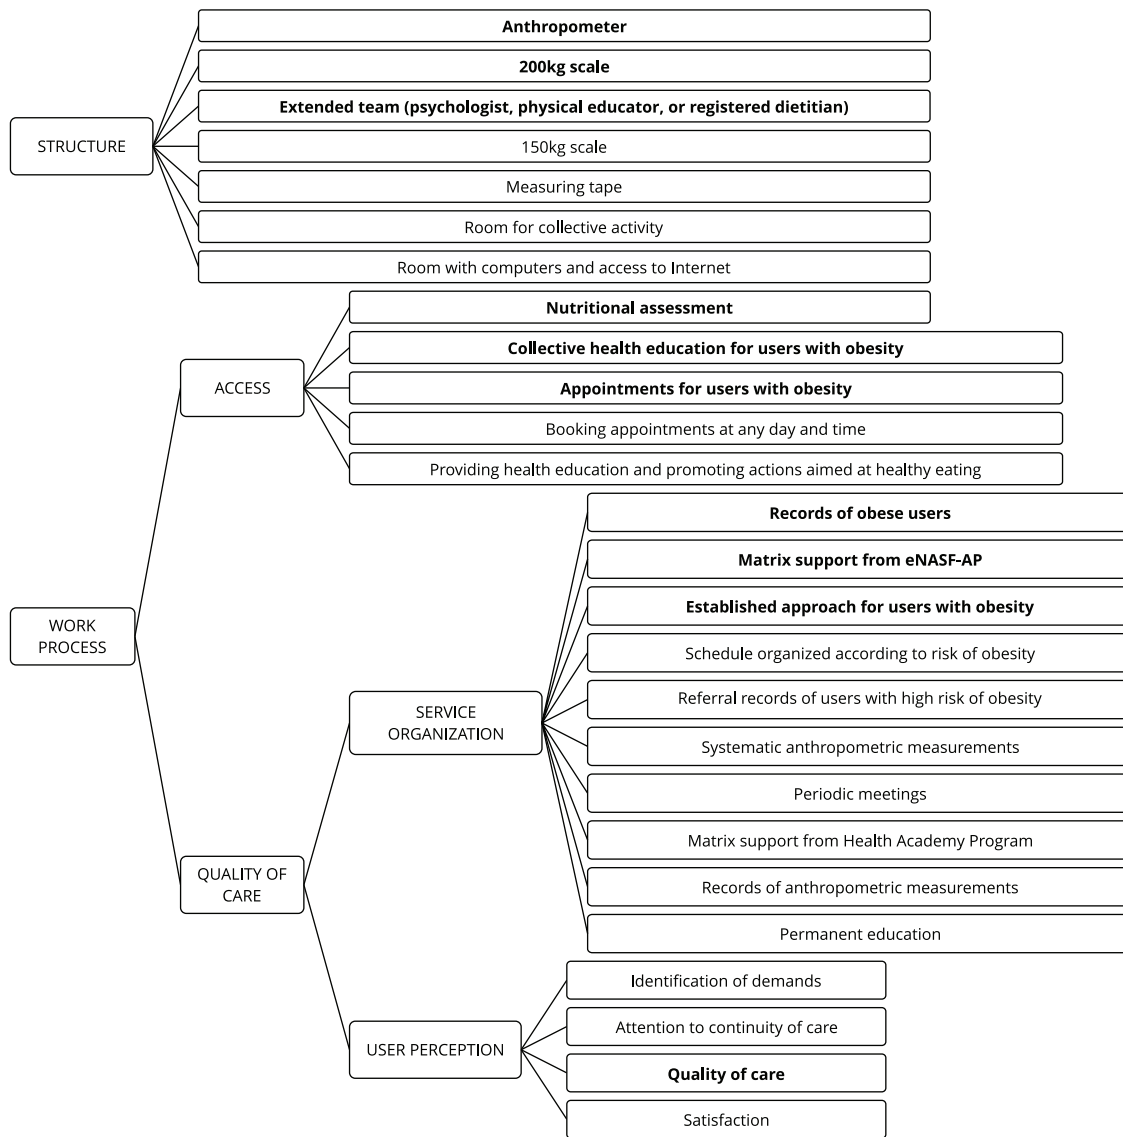 Anthropometer
200kg scale
Extended team (psychologist, physical educator, or registered dietitian)
STRUCTURE
150kg scale
Measuring tape
Room for collective activity
Room with computers and access to Internet
Nutritional assessment
Collective health education for users with obesity
ACCESS
Appointments for users with obesity
Booking appointments at any day and time
Providing health education and promoting actions aimed at healthy eating
Records of obese users
Matrix support from eNASF-AP
Established approach for users with obesity
WORK
PROCESS
Schedule organized according to risk of obesity
Referral records of users with high risk of obesity
SERVICE
ORGANIZATION
Systematic anthropometric measurements
Periodic meetings
Matrix support from Health Academy Program
QUALITY OF
CARE
Records of anthropometric measurements
Permanent education
Identification of demands
Attention to continuity of care
USER PERCEPTION
Quality of care
Satisfaction